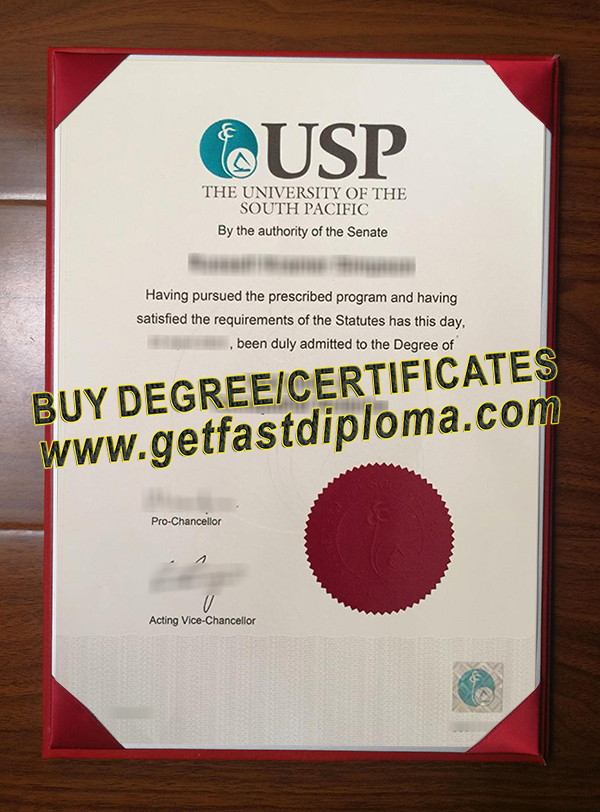 USP
THE UNIVERSITY OF THE
SOUTH PACIFIC
By the authority of the Senate
Having pursued the prescribed program and having
satisfied the requirements of the Statutes has this day,
, been duly admitted to the Degree of
BUY DEGREE/CERTIFICATES
www.getfastdiploma.com
Pro-Chancellor
Acting Vice-Chancellor